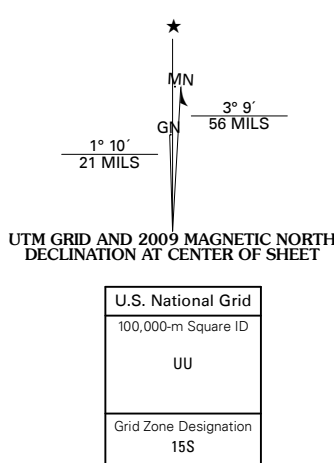 ★
MN
GN
3° 9´
56 MILS
1° 10´
21 MILS
UTM GRID AND 2009 MAGNETIC NORTH
DECLINATION AT CENTER OF SHEET
U.S. National Grid
100,000-m Square ID
UU
Grid Zone Designation
15S